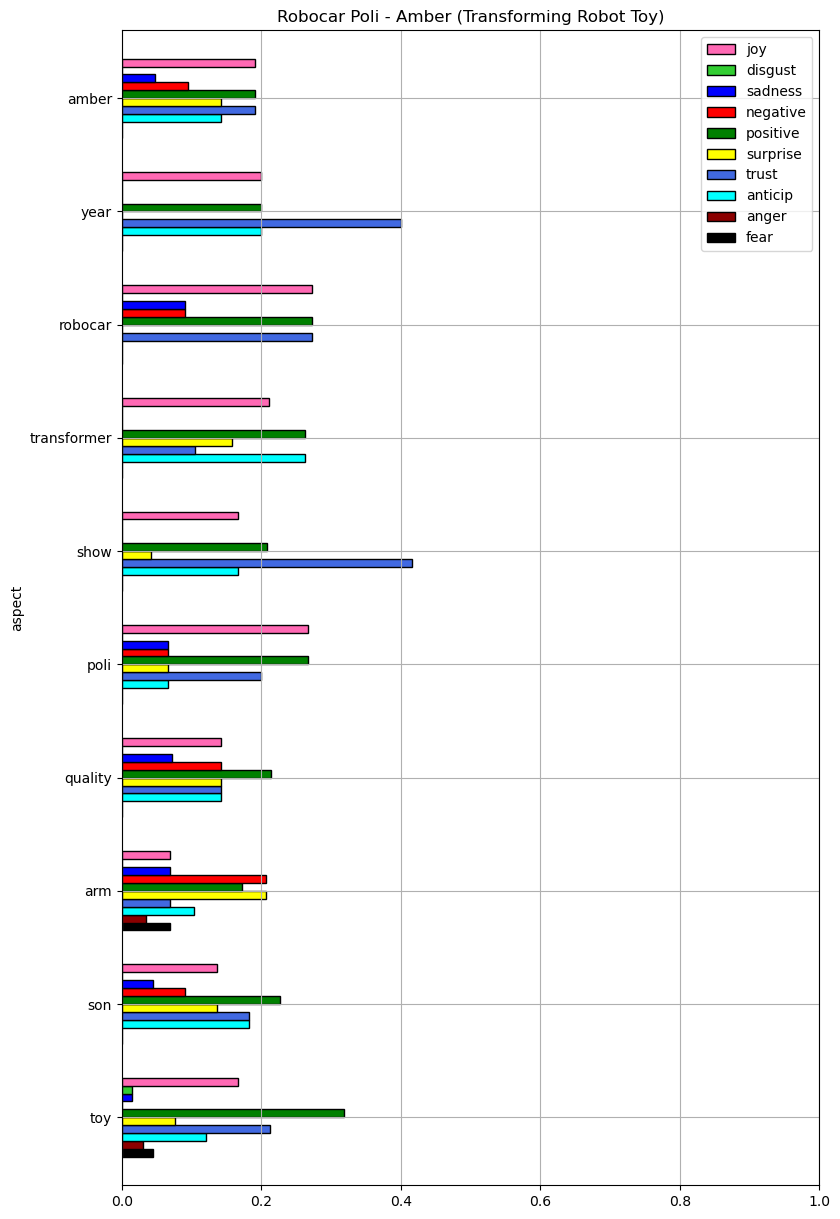 Robocar Poli - Amber (Transforming Robot Toy)
joy
disgust
sadness
negative
positive
surprise
trust
anticip
anger
fear
amber
year
robocar
transformer
show
poli
quality
arm
son
toy
aspect
0.0 0.2 0.4 0.6 0.8 1.0